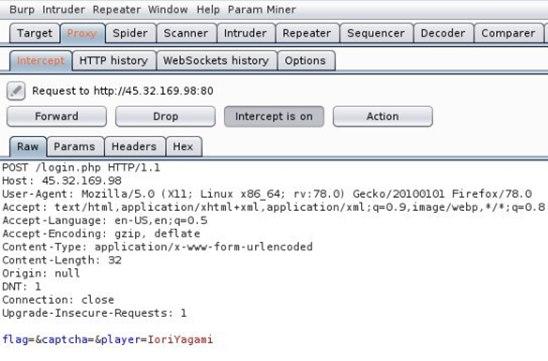 Burp Intruder Repeater Window Help Param Miner
Target Proxy Spider Scanner Intruder Repeater Sequencer Decoder Comparer
Intercept HTTP history WebSockets history Options
Request to http://45.32.169.98:80
Forward Drop Intercept is on Action
Raw Params Headers Hex
POST /login.php HTTP/1.1
Host: 45.32.169.98
User-Agent: Mozilla/5.0 (X11; Linux x86_64; rv:78.0) Gecko/20100101 Firefox/78.0
Accept: text/html,application/xhtml+xml,application/xml;q=0.9,image/webp,*/*;q=0.8
Accept-Language: en-US,en;q=0.5
Accept-Encoding: gzip, deflate
Content-Type: application/x-www-form-urlencoded
Content-Length: 32
Origin: null
DNT: 1
Connection: close
Upgrade-Insecure-Requests: 1
flag=&captcha=&player=IoriYagami